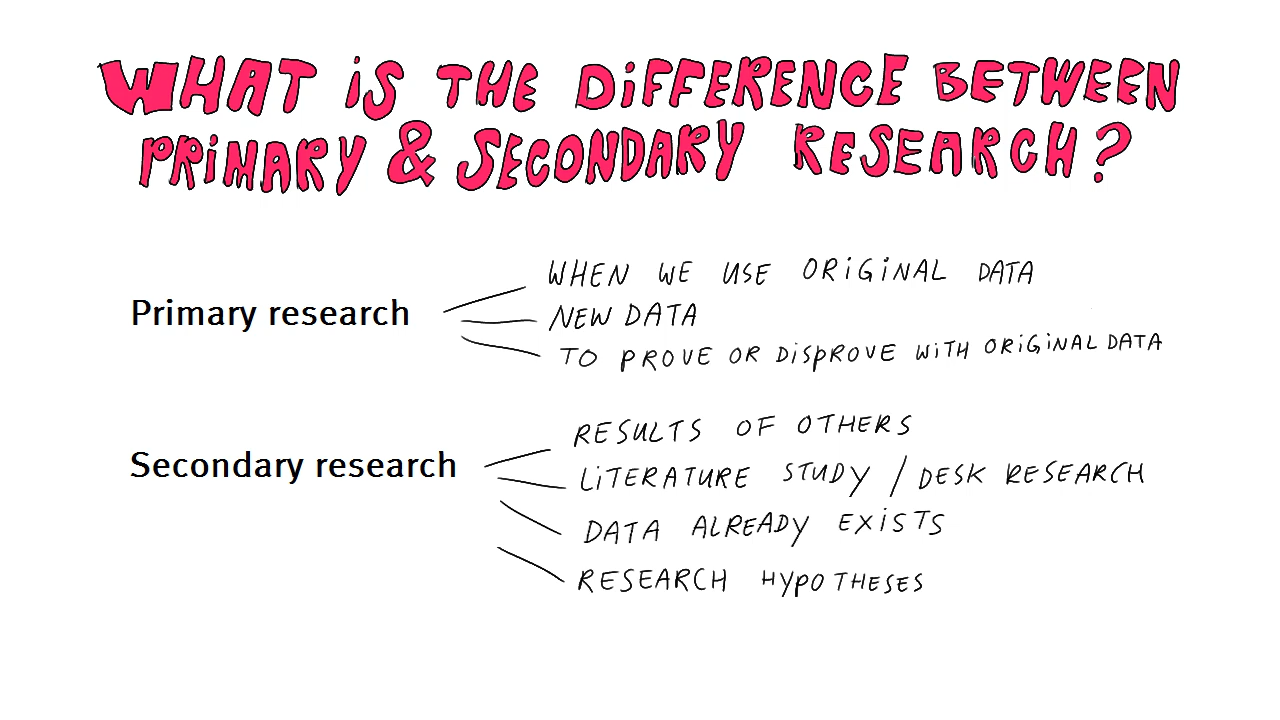 WHAT iS THE DiFFERENCE BETWEEN
PRiMARY & SECONDARY RESEARCH?
Primary research
WHEN WE USE ORiGiNAL DATA
NEW DATA
TO PROVE OR DiSPROVE WiTH ORiGiNAL DATA
Secondary research
RESULTS OF OTHERS
LiTERATURE STUDY / DESK RESEARCH
DATA ALREADY EXiSTS
RESEARCH HYPOTHESES